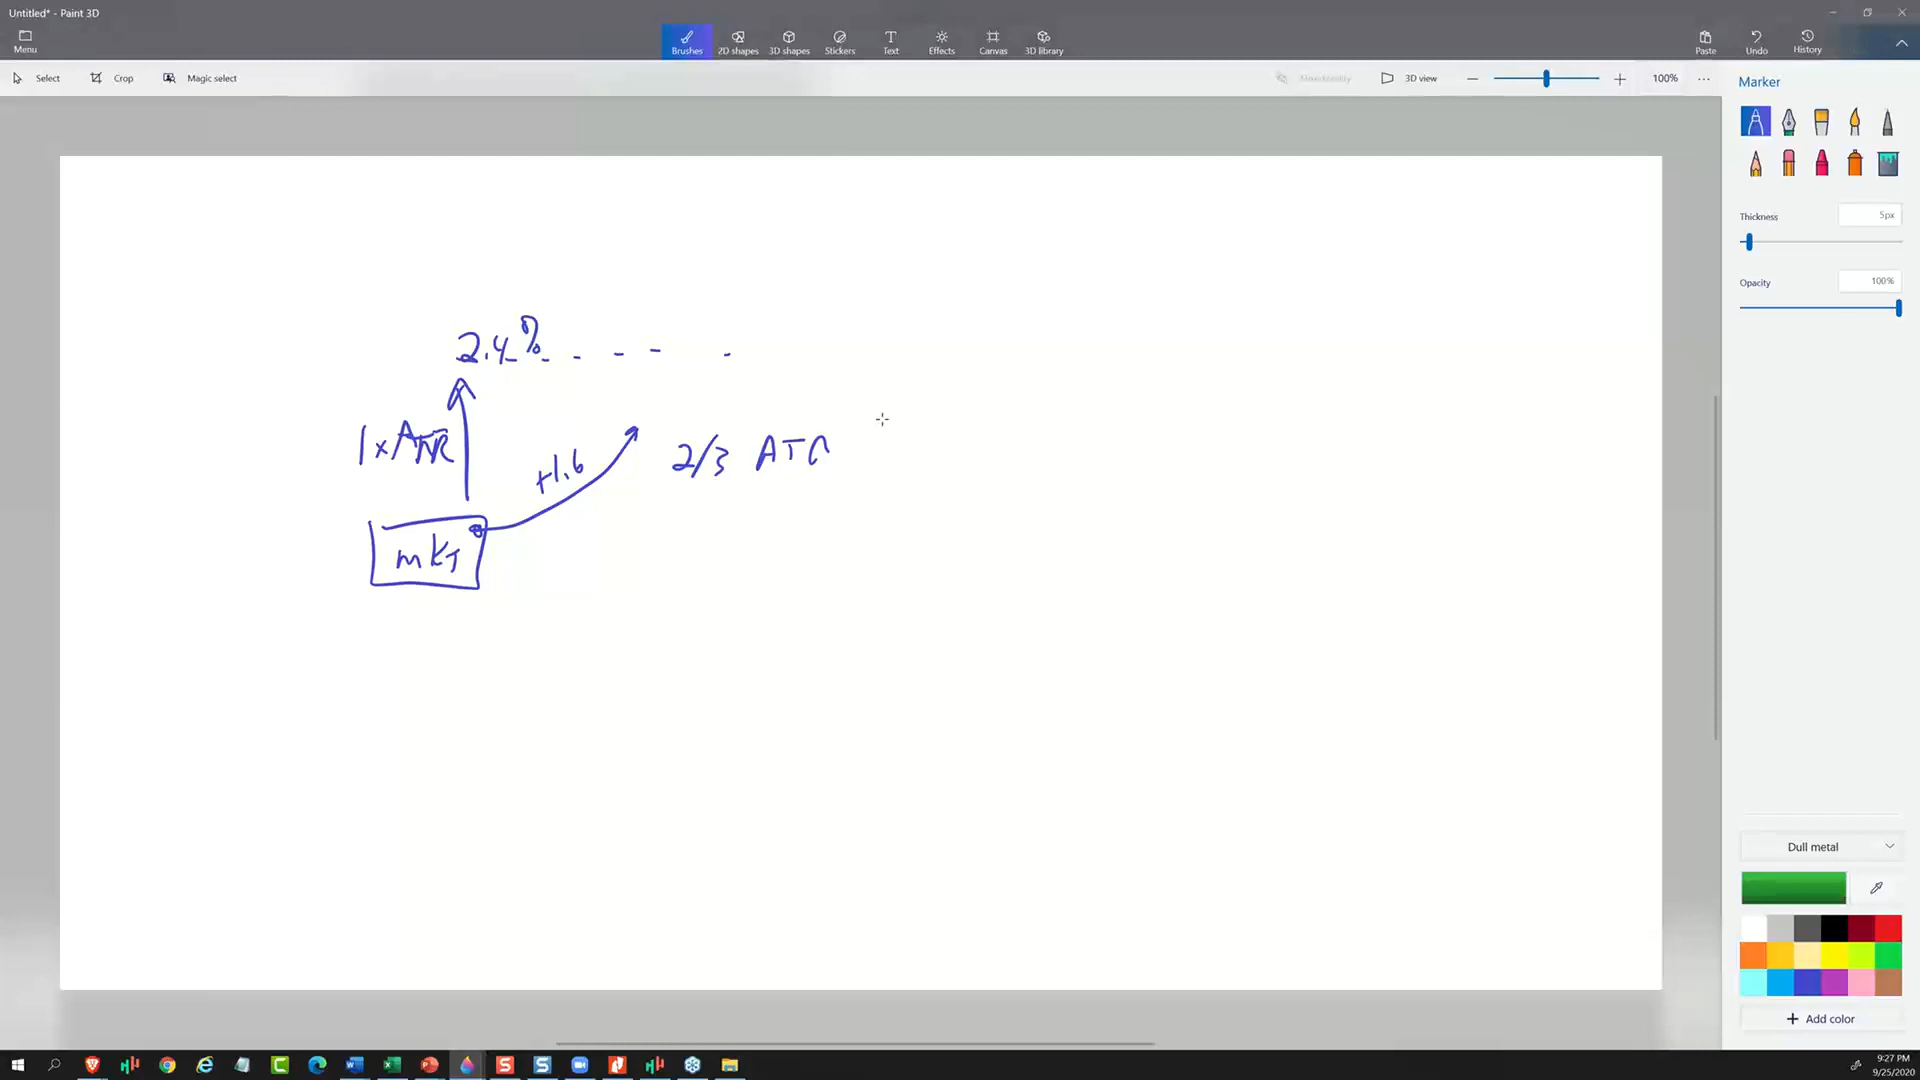 Untitled* - Paint 3D
Menu
Brushes
2D shapes
3D shapes
Stickers
Text
Effects
Canvas
3D library
Paste
Undo
History
Select
Crop
Magic select
3D view
100%
Marker
Thickness
5px
Opacity
100%
2.4%
1xATR
+1.6
2/3 AT
mKT
Dull metal
Add color
9:27 PM
9/25/2020